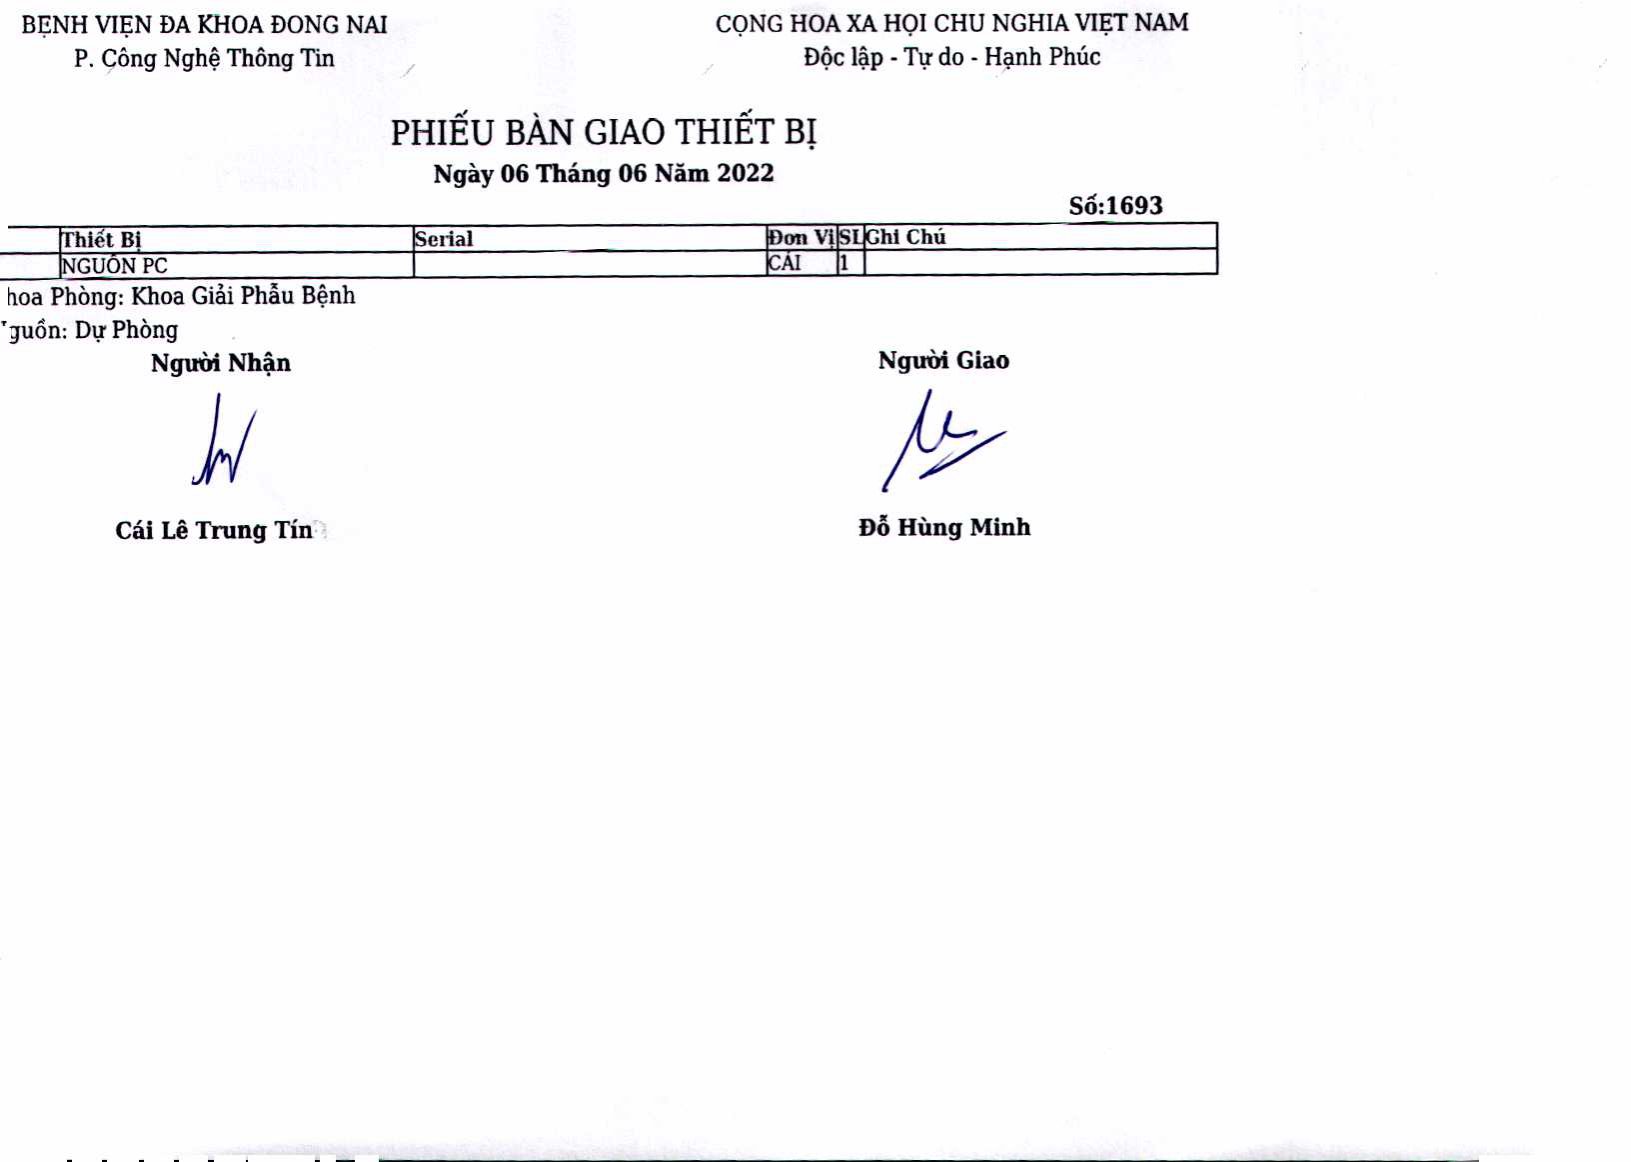 BỆNH VIỆN ĐA KHOA ĐONG NAI
CỌNG HOA XA HỌI CHU NGHIA VIỆT NAM
P. Công Nghệ Thông Tin
Độc lập - Tự do - Hạnh Phúc
PHIẾU BÀN GIAO THIẾT BỊ
Ngày 06 Tháng 06 Năm 2022
Số:1693
Thiết Bị Serial Đơn Vị SL Ghi Chú
NGUỒN PC CÁI 1
hoa Phòng: Khoa Giải Phẫu Bệnh
guồn: Dự Phòng
Người Nhận
Người Giao
Cái Lê Trung Tín
Đỗ Hùng Minh